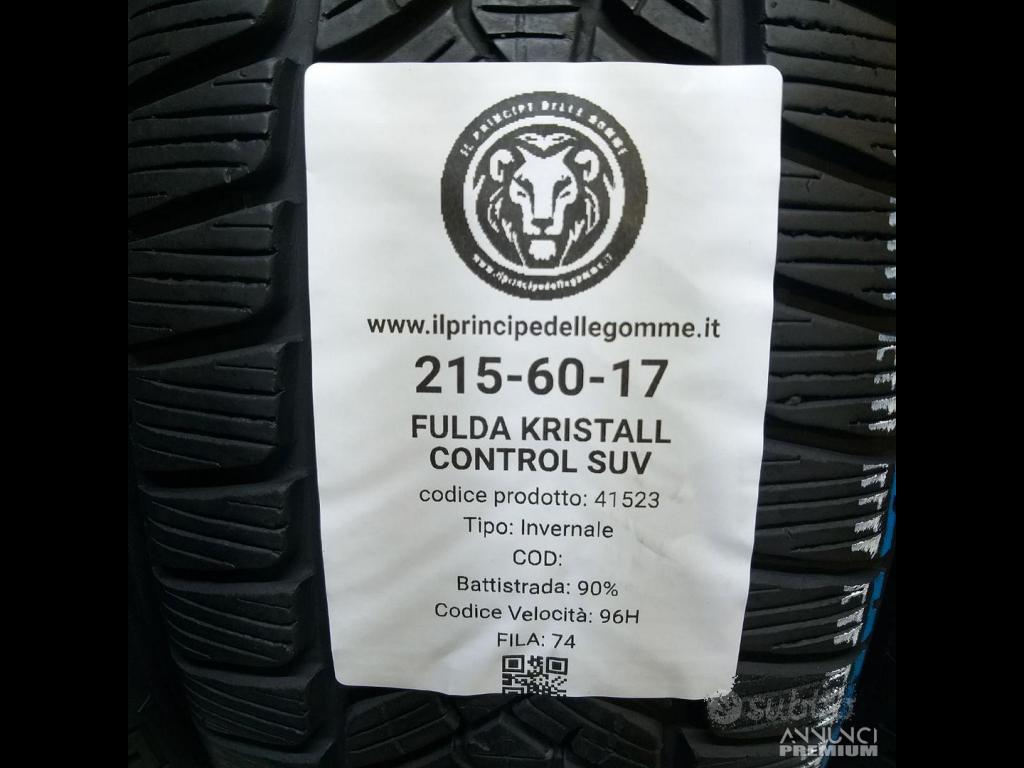 IL PRINCIPE DELLE GOMME
www.ilprincipedellegomme.it
www.ilprincipedellegomme.it
215-60-17
FULDA KRISTALL
CONTROL SUV
codice prodotto: 41523
Tipo: Invernale
COD:
Battistrada: 90%
Codice Velocità: 96H
FILA: 74
subito
ANNUNCI
PREMIUM